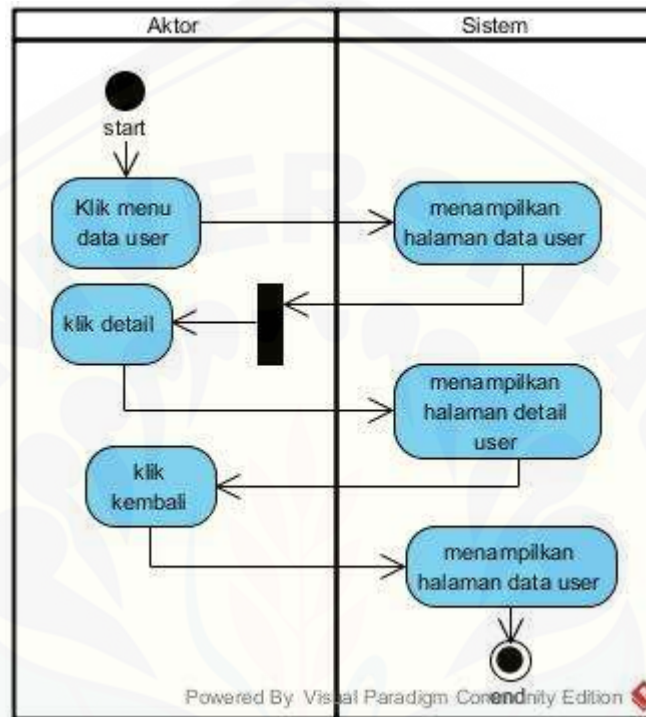 Aktor
Sistem
start
Klik menu
data user
menampilkan
halaman data user
klik detail
menampilkan
halaman detail
user
klik
kembali
menampilkan
halaman data user
end
Powered By Visual Paradigm Community Edition